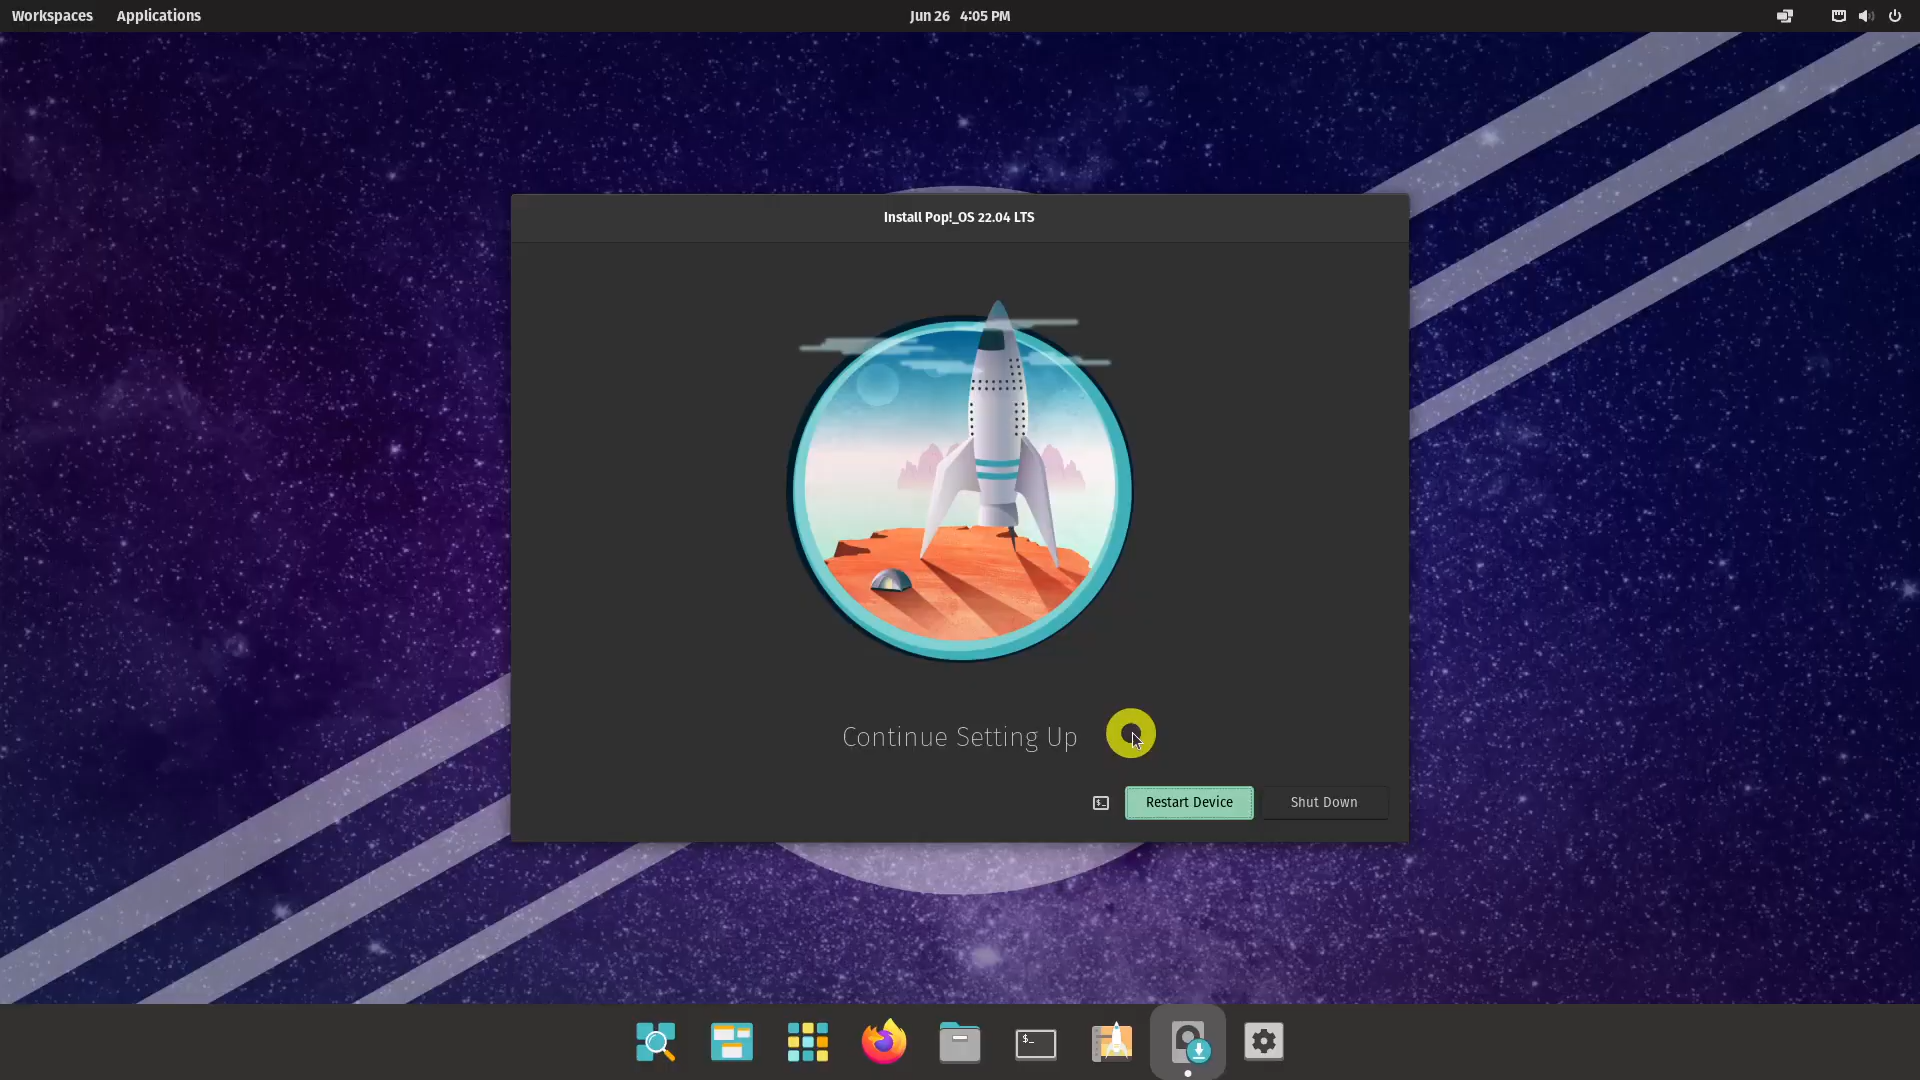 Workspaces Applications Jun 26 4:05 PM
Install Pop!_OS 22.04 LTS
Continue Setting Up
$_ Restart Device Shut Down
$_